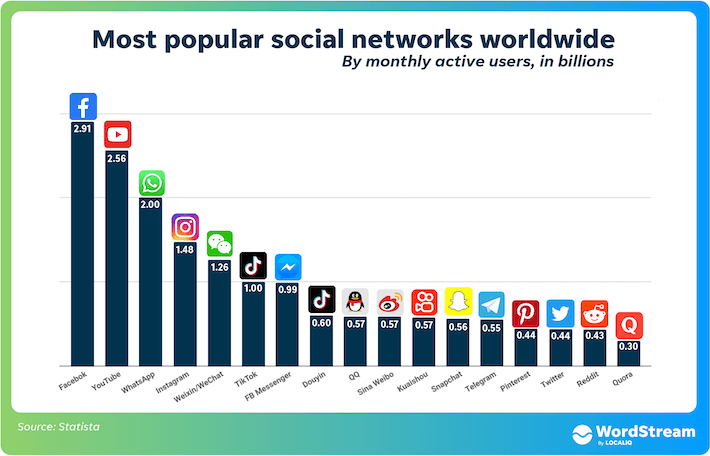 Most popular social networks worldwide
By monthly active users, in billions
2.91
2.56
2.00
1.48
1.26
1.00
0.99
0.60
0.57
0.57
0.57
0.56
0.55
0.44
0.44
0.43
0.30
Facebok
YouTube
WhatsApp
Instagram
Weixin/WeChat
TikTok
FB Messenger
Douyin
QQ
Sina Weibo
Kuaishou
Snapchat
Telegram
Pinterest
Twitter
Reddit
Quora
Source: Statista
WordStream
By LOCALiQ